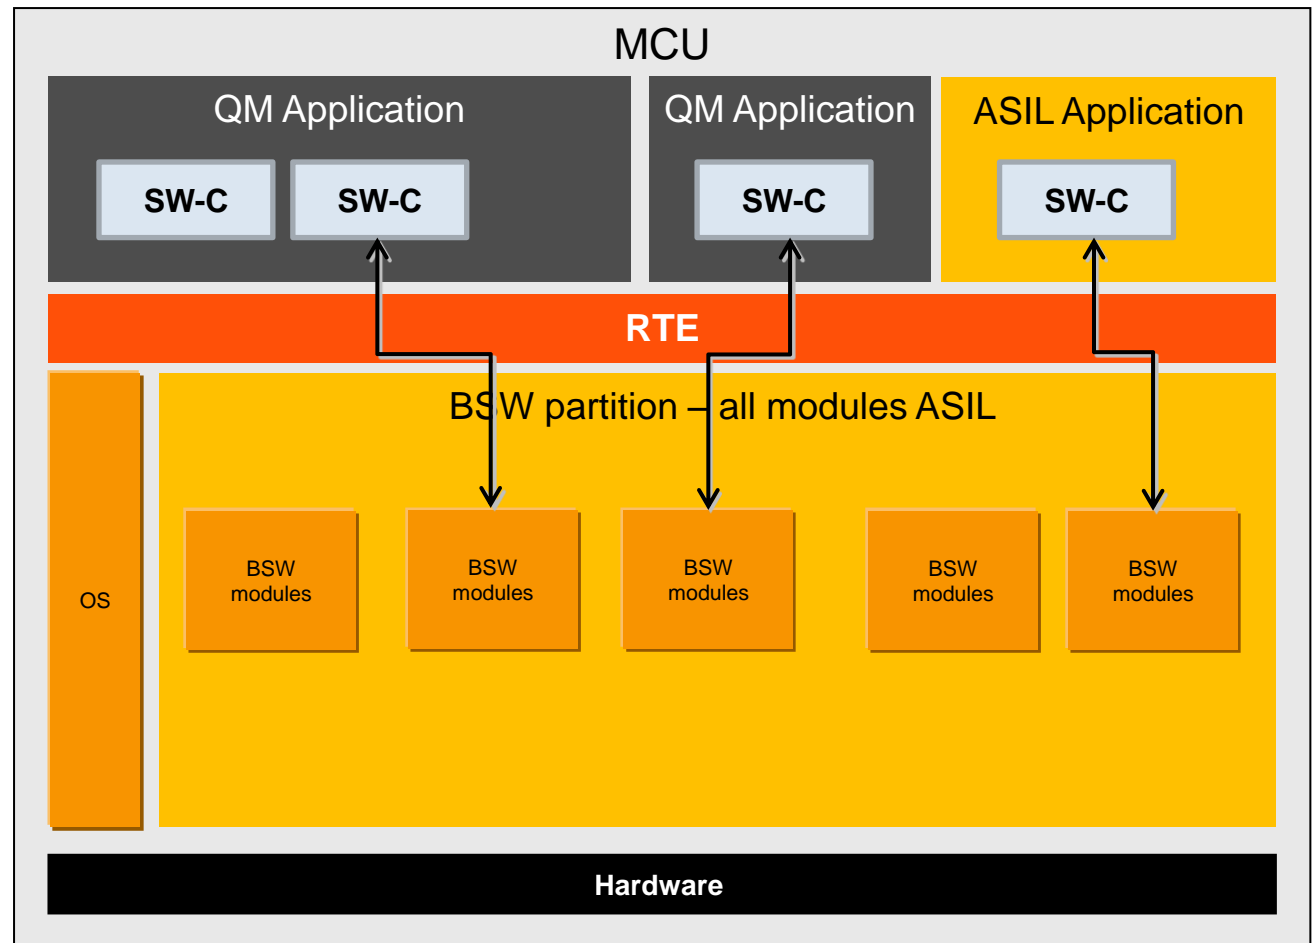 MCU
QM Application
QM Application
ASIL Application
SW-C
SW-C
SW-C
SW-C
RTE
BSW partition – all modules ASIL
OS
BSW
modules
BSW
modules
BSW
modules
BSW
modules
BSW
modules
Hardware